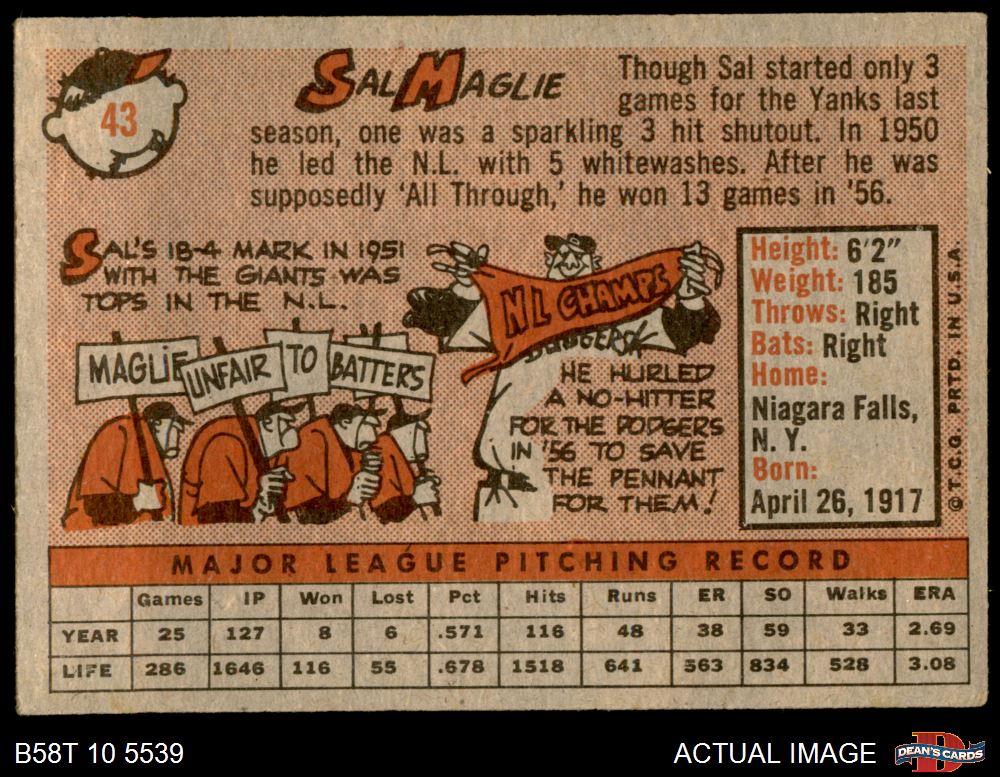 43
SAL MAGLIE
Though Sal started only 3
games for the Yanks last
season, one was a sparkling 3 hit shutout. In 1950
he led the N.L. with 5 whitewashes. After he was
supposedly 'All Through,' he won 13 games in '56.
SAL'S 18-4 MARK IN 1951
WITH THE GIANTS WAS
TOPS IN THE N.L.
MAGLIE UNFAIR TO BATTERS
NL CHAMPS
DODGERS
HE HURLED
A NO-HITTER
FOR THE DODGERS
IN '56 TO SAVE
THE PENNANT
FOR THEM!
Height: 6'2"
Weight: 185
Throws: Right
Bats: Right
Home:
Niagara Falls,
N. Y.
Born:
April 26, 1917
© T.C.G. PRTD. IN U.S.A
MAJOR LEAGUE PITCHING RECORD
Games IP Won Lost Pct Hits Runs ER SO Walks ERA
YEAR 25 127 8 6 .571 116 48 38 59 33 2.69
LIFE 286 1646 116 55 .678 1518 641 563 834 528 3.08
B58T 10 5539
ACTUAL IMAGE
D
DEAN'S CARDS